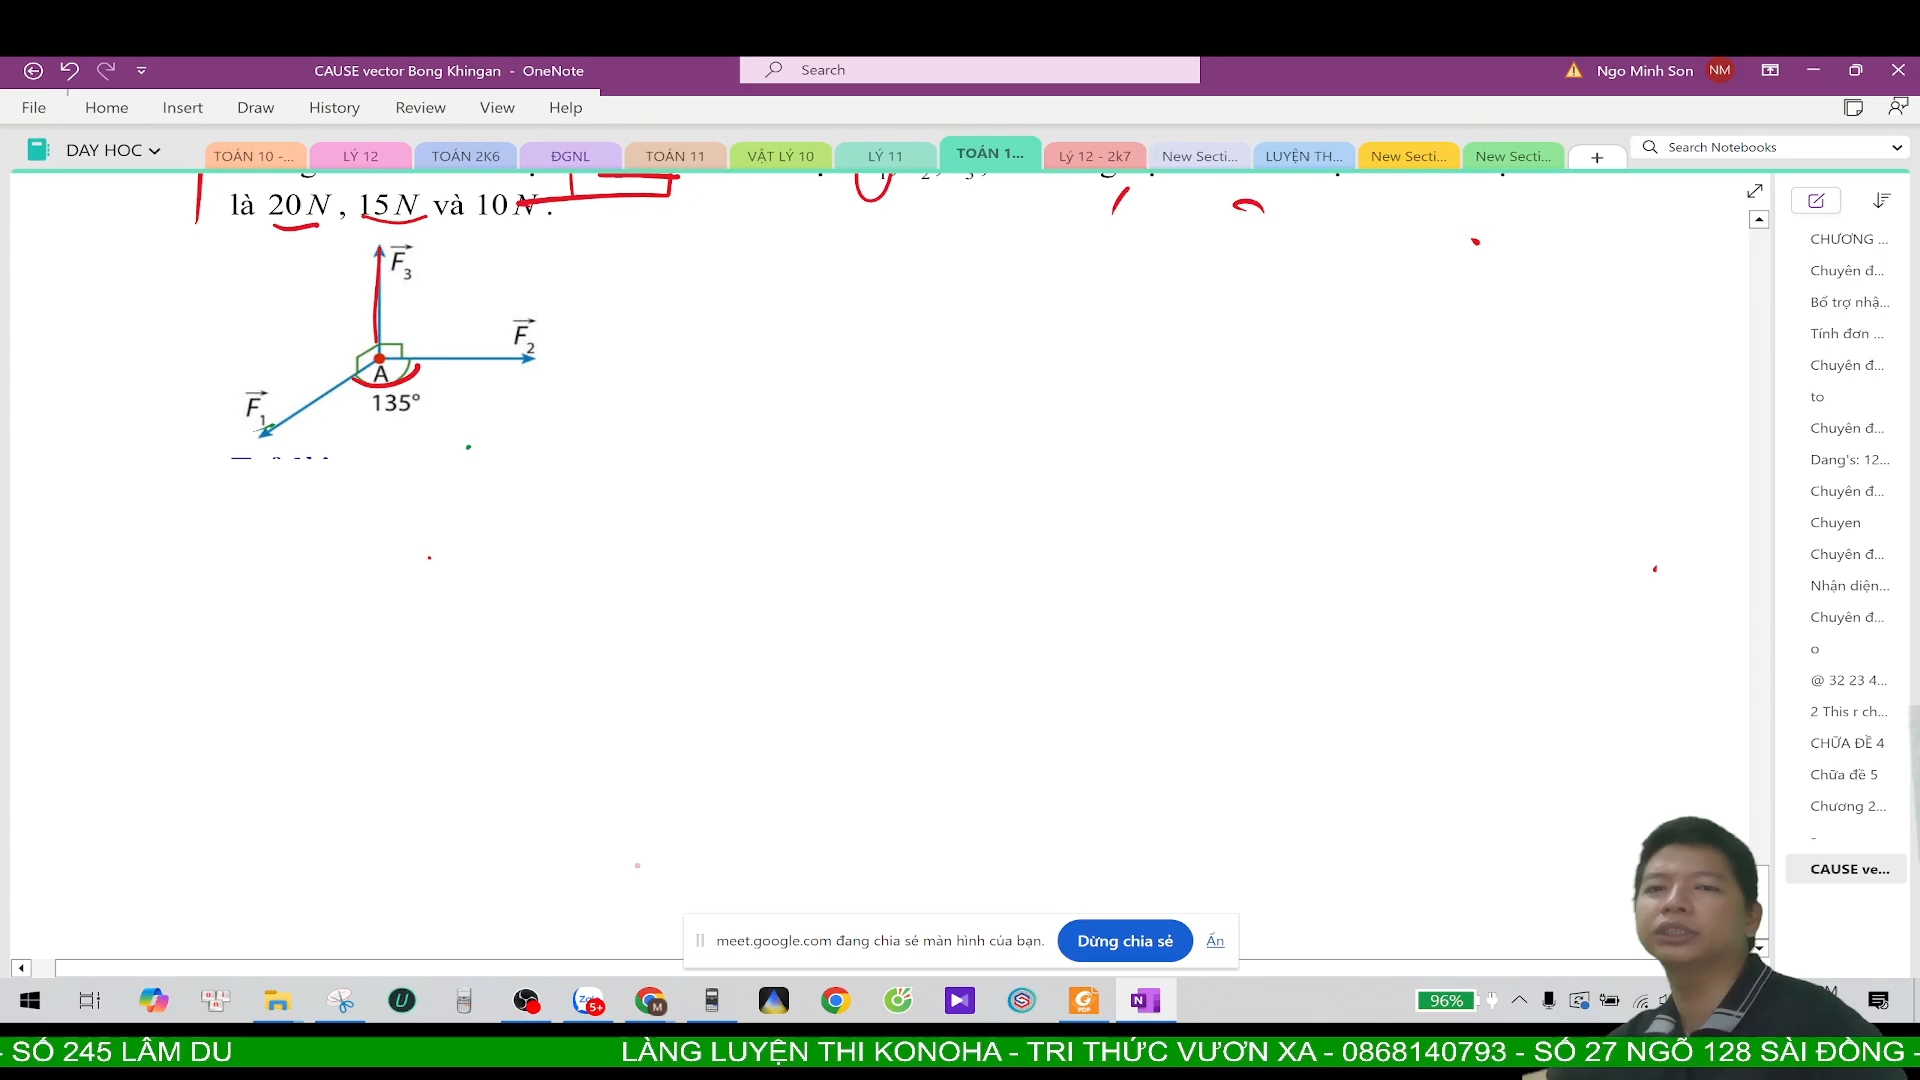 CAUSE vector Bong Khingan - OneNote
Search
Ngo Minh Son NM
File Home Insert Draw History Review View Help
DAY HOC
TOÁN 10 -... LÝ 12 TOÁN 2K6 ĐGNL TOÁN 11 VẬT LÝ 10 LÝ 11 TOÁN 1... Lý 12 - 2k7 New Secti... LUYỆN TH... New Secti... New Secti... +
Search Notebooks
là 20N, 15N và 10N.
F3
F2
A
135°
F1
CHƯƠNG ...
Chuyên đ...
Bố trợ nhậ...
Tính đơn ...
Chuyên đ...
to
Chuyên đ...
Dang's: 12...
Chuyên đ...
Chuyen
Chuyên đ...
Nhận diện...
Chuyên đ...
o
@ 32 23 4...
2 This r ch...
CHỮA ĐỀ 4
Chữa đề 5
Chương 2...
-
CAUSE ve...
meet.google.com đang chia sẻ màn hình của bạn. Dừng chia sẻ Ẩn
96%
- SỐ 245 LÂM DU LÀNG LUYỆN THI KONOHA - TRI THỨC VƯƠN XA - 0868140793 - SỐ 27 NGÕ 128 SÀI ĐỒNG -